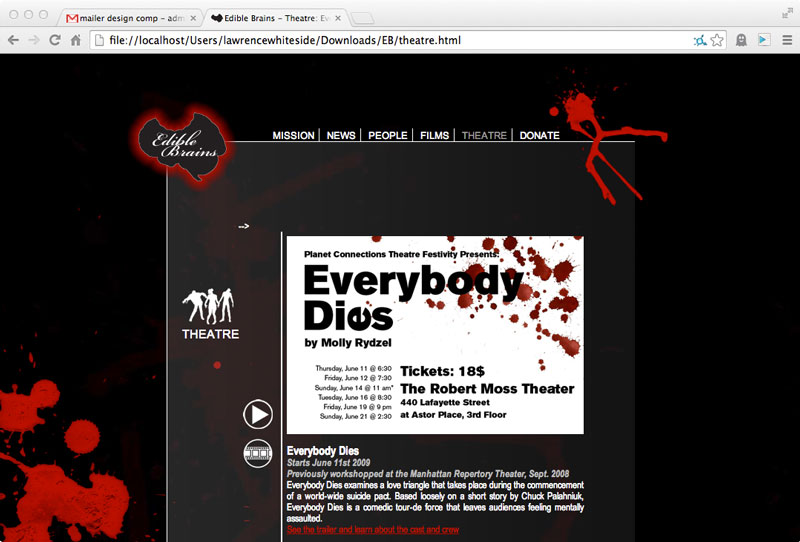 mailer design comp – adm
Edible Brains – Theatre: Eve
file://localhost/Users/lawrencewhiteside/Downloads/EB/theatre.html
Edible
Brains
MISSION NEWS PEOPLE FILMS THEATRE DONATE
-->
THEATRE
Planet Connections Theatre Festivity Presents:
Everybody
Dies
by Molly Rydzel
Thursday, June 11 @ 6:30
Friday, June 12 @ 7:30
Sunday, June 14 @ 11 am*
Tuesday, June 16 @ 8:30
Friday, June 19 @ 9 pm
Sunday, June 21 @ 2:30
Tickets: 18$
The Robert Moss Theater
440 Lafayette Street
at Astor Place, 3rd Floor
Everybody Dies
Starts June 11st 2009
Previously workshopped at the Manhattan Repertory Theater, Sept. 2008
Everybody Dies examines a love triangle that takes place during the commencement
of a world-wide suicide pact. Based loosely on a short story by Chuck Palahniuk,
Everybody Dies is a comedic tour-de force that leaves audiences feeling mentally
assaulted.
See the trailer and learn about the cast and crew